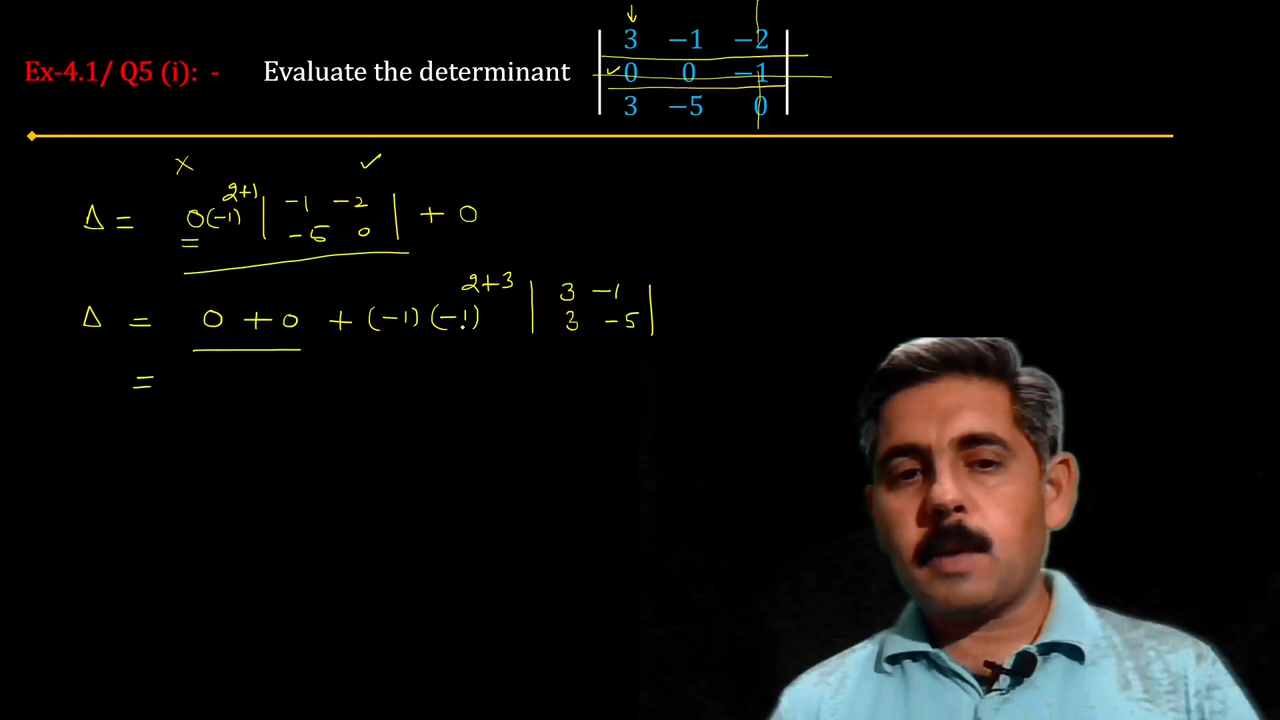 3 −1 −2
Ex-4.1/ Q5 (i): - Evaluate the determinant 0 0 −1
3 −5 0
× ✓
Δ = 0(-1)^2+1 | -1 -2 | + 0
-5 0
Δ = 0 + 0 + (-1)(-1)^2+3 | 3 -1 |
3 -5
=